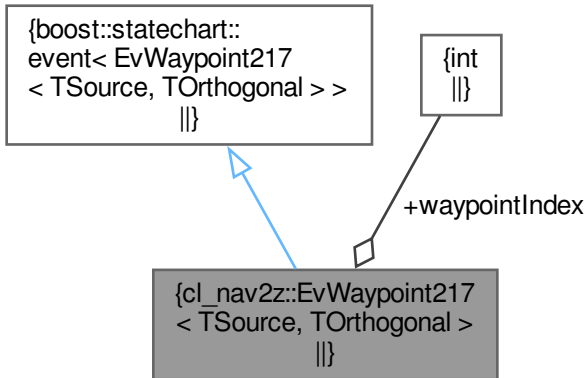 {boost::statechart::
event< EvWaypoint217
< TSource, TOrthogonal > >
||}
{int
||}
+waypointIndex
{cl_nav2z::EvWaypoint217
< TSource, TOrthogonal >
||}